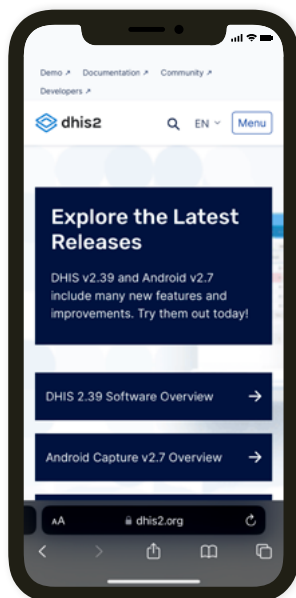 Demo ↗ Documentation ↗ Community ↗
Developers ↗
dhis2 EN Menu
Explore the Latest
Releases
DHIS v2.39 and Android v2.7
include many new features and
improvements. Try them out today!
DHIS 2.39 Software Overview →
Android Capture v2.7 Overview →
AA dhis2.org